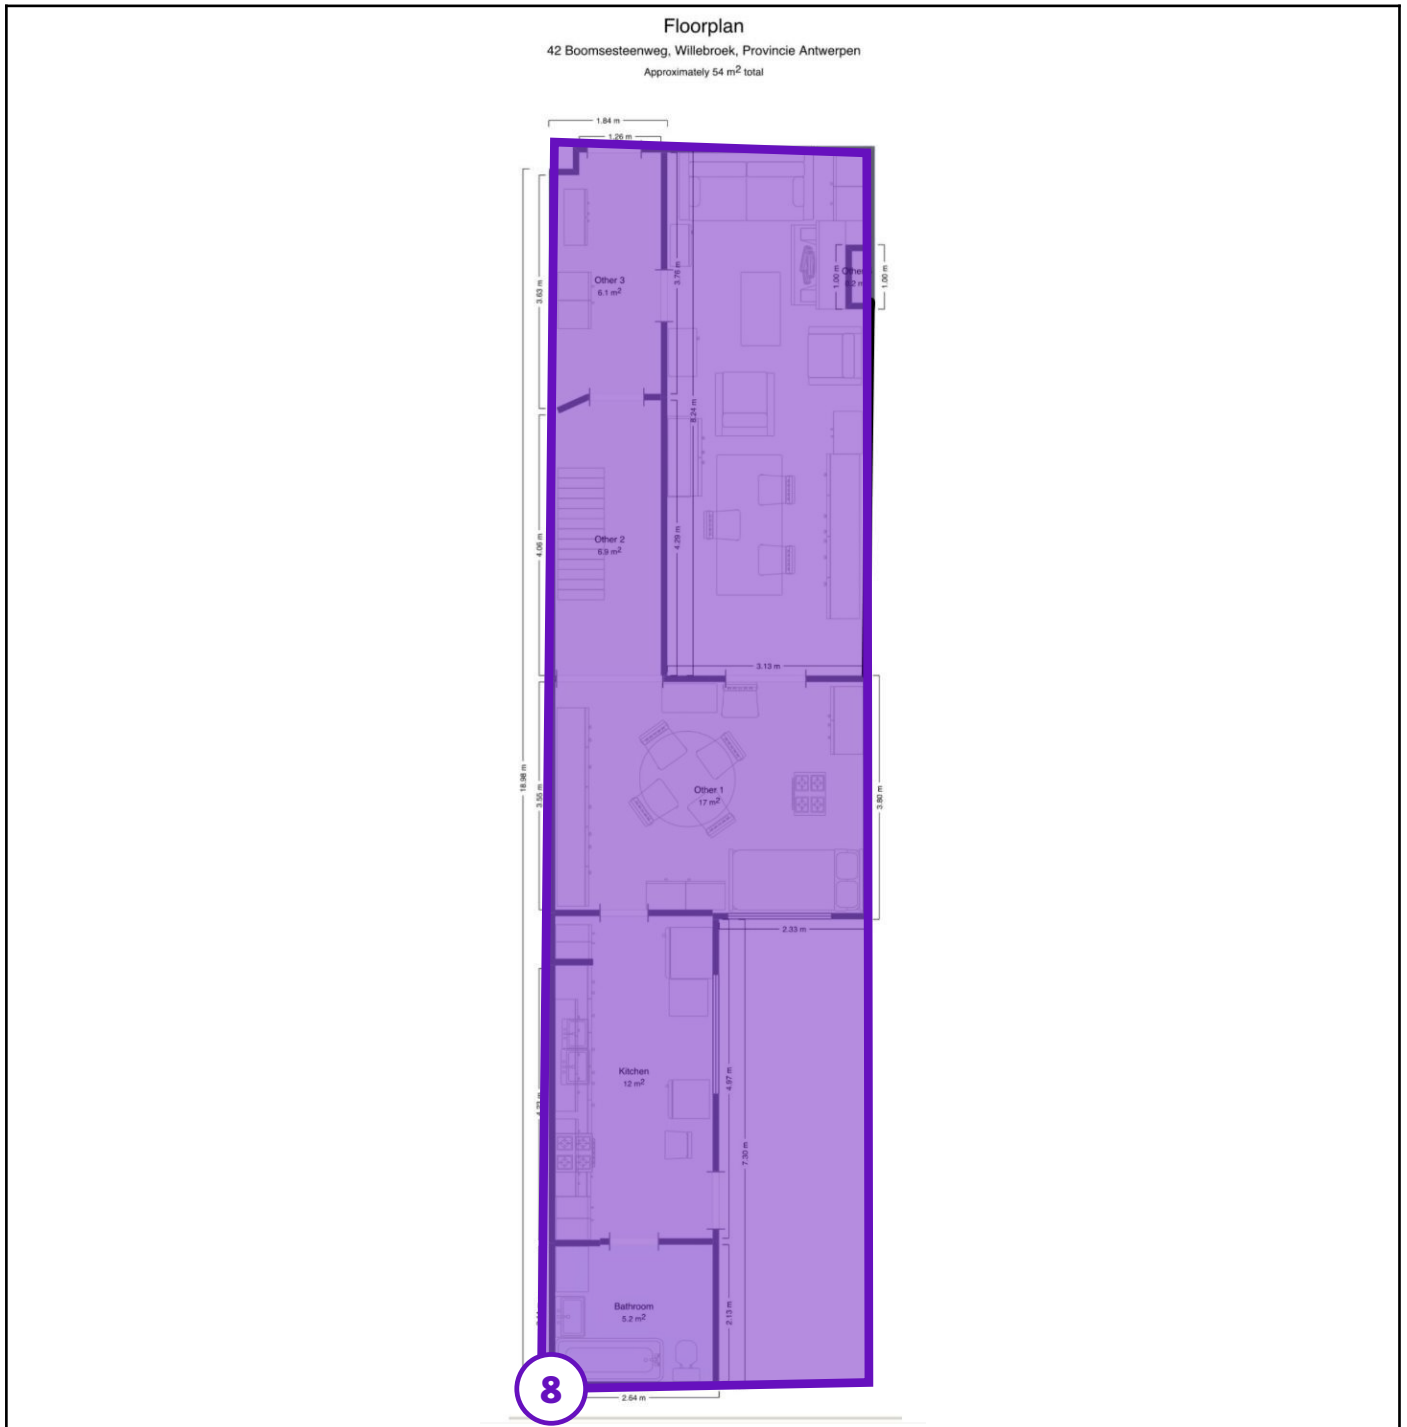 Floorplan
42 Boomsesteenweg, Willebroek, Provincie Antwerpen
Approximately 54 m² total
1.84 m
1.26 m
3.63 m
Other 3
6.1 m²
3.76 m
1.00 m
Other
1.00 m
8.24 m
4.06 m
Other 2
6.9 m²
4.29 m
3.13 m
18.98 m
3.55 m
Other 1
17 m²
3.80 m
2.33 m
Kitchen
12 m²
4.97 m
7.30 m
Bathroom
5.2 m²
2.13 m
8
2.64 m